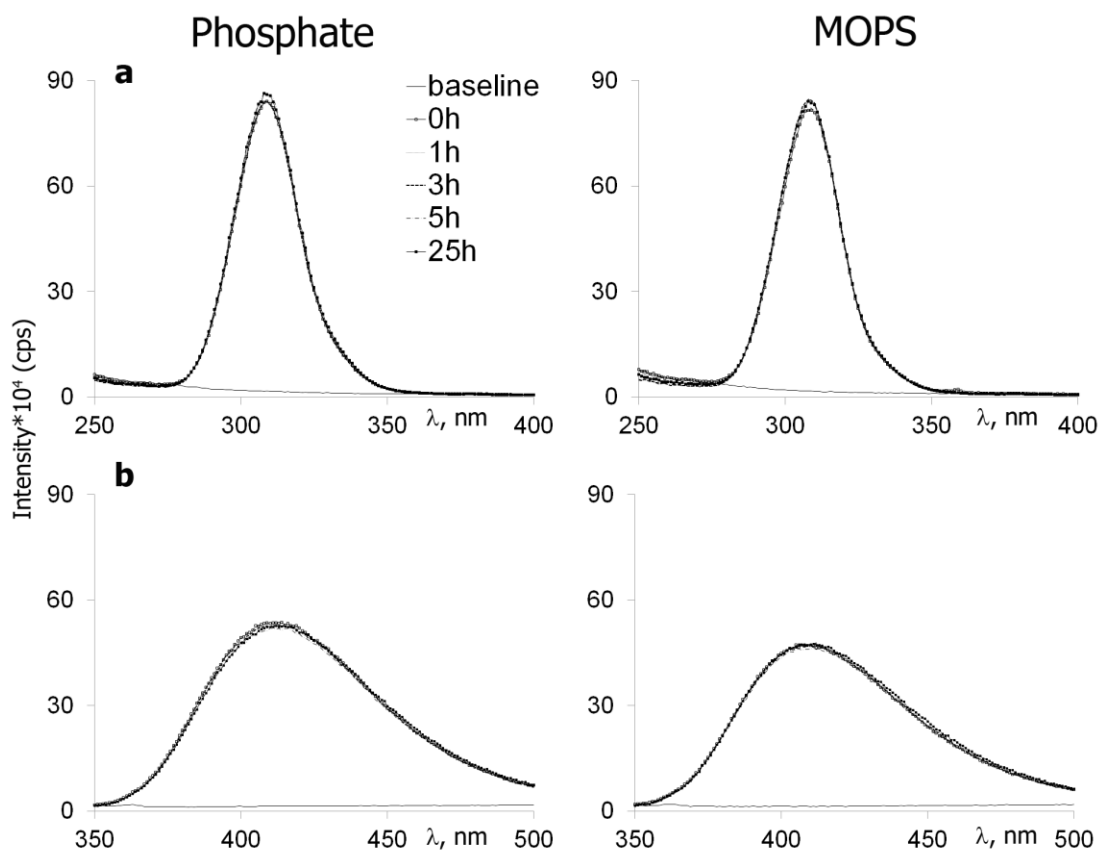 Phosphate MOPS
a
90
60
30
0
250 300 350 λ, nm 400
baseline
0h
1h
3h
5h
25h
90
60
30
0
250 300 350 λ, nm 400
Intensity*10⁴ (cps)
b
90
60
30
0
350 400 450 λ, nm 500
90
60
30
0
350 400 450 λ, nm 500